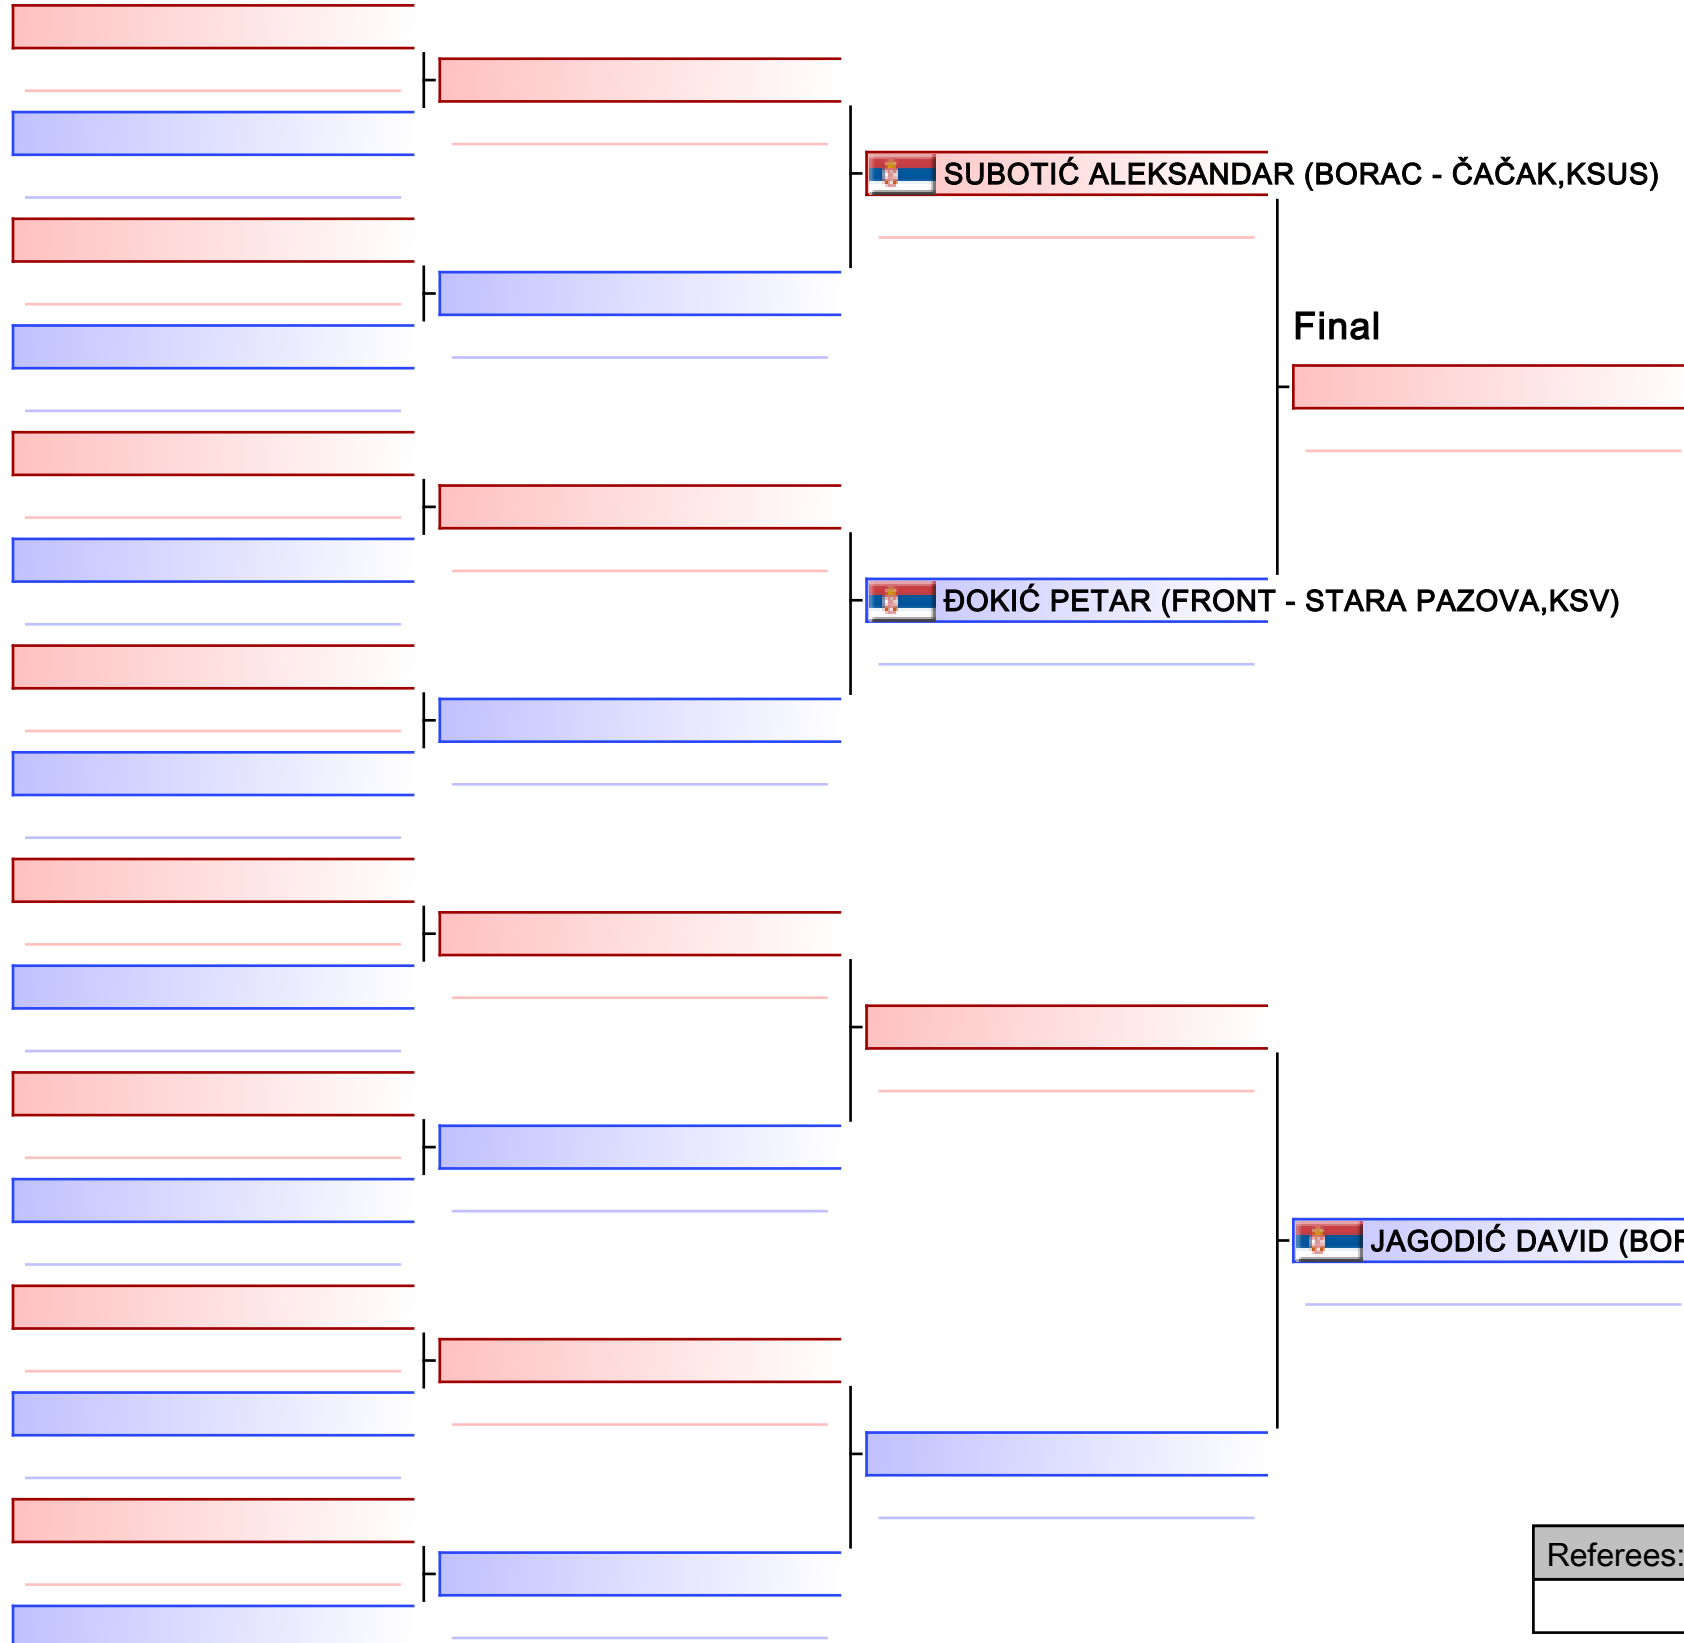 SUBOTIĆ ALEKSANDAR (BORAC - ČAČAK,KSUS)
Final
ĐOKIĆ PETAR (FRONT - STARA PAZOVA,KSV)
JAGODIĆ DAVID
Referees: